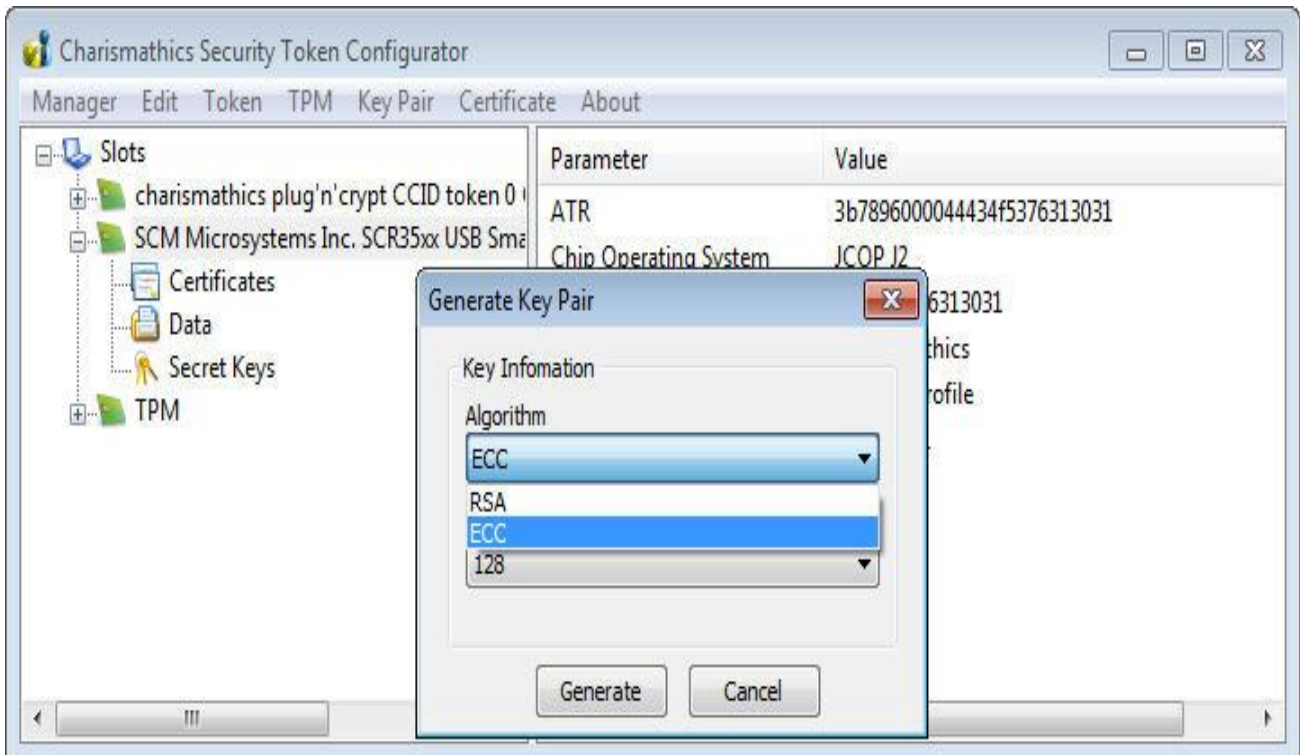 Charismathics Security Token Configurator
Manager Edit Token TPM Key Pair Certificate About
Slots
charismathics plug'n'crypt CCID token 0
SCM Microsystems Inc. SCR35xx USB Sma
Certificates
Data
Secret Keys
TPM
Parameter Value
ATR 3b7896000044434f5376313031
Chip Operating System JCOP J2
6313031
thics
rofile
Generate Key Pair
Key Infomation
Algorithm
ECC
RSA
ECC
128
Generate Cancel